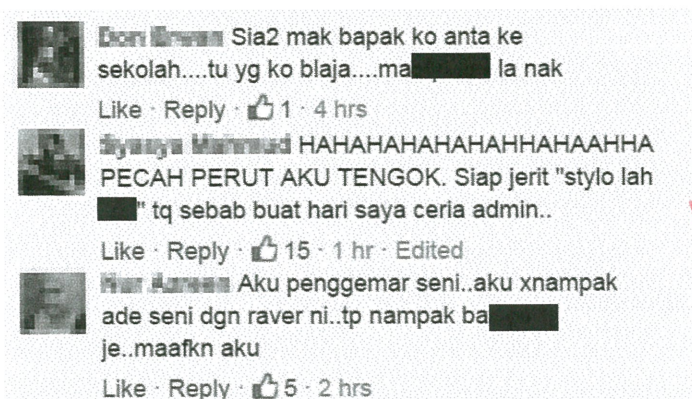 Sia2 mak bapak ko anta ke
sekolah....tu yg ko blaja....ma la nak
Like · Reply · 1 · 4 hrs
HAHAHAHAHAHAHHAHAAHHA
PECAH PERUT AKU TENGOK. Siap jerit "stylo lah
" tq sebab buat hari saya ceria admin..
Like · Reply · 15 · 1 hr · Edited
Aku penggemar seni..aku xnampak
ade seni dgn raver ni..tp nampak ba
je..maafkn aku
Like · Reply · 5 · 2 hrs